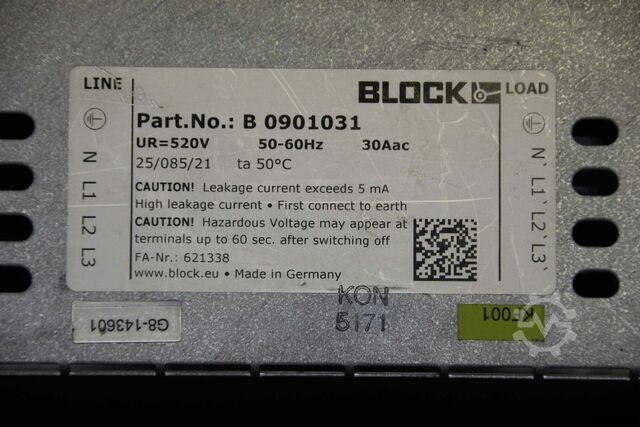 LINE
BLOCK
LOAD
Part.No.: B 0901031
UR=520V 50-60Hz 30Aac
25/085/21 ta 50°C
CAUTION! Leakage current exceeds 5 mA
High leakage current • First connect to earth
CAUTION! Hazardous Voltage may appear at
terminals up to 60 sec. after switching off
FA-Nr.: 621338
www.block.eu • Made in Germany
N
L1
L2
L3
N'
L1'
L2'
L3'
KON
5171
G8-143601
KF001